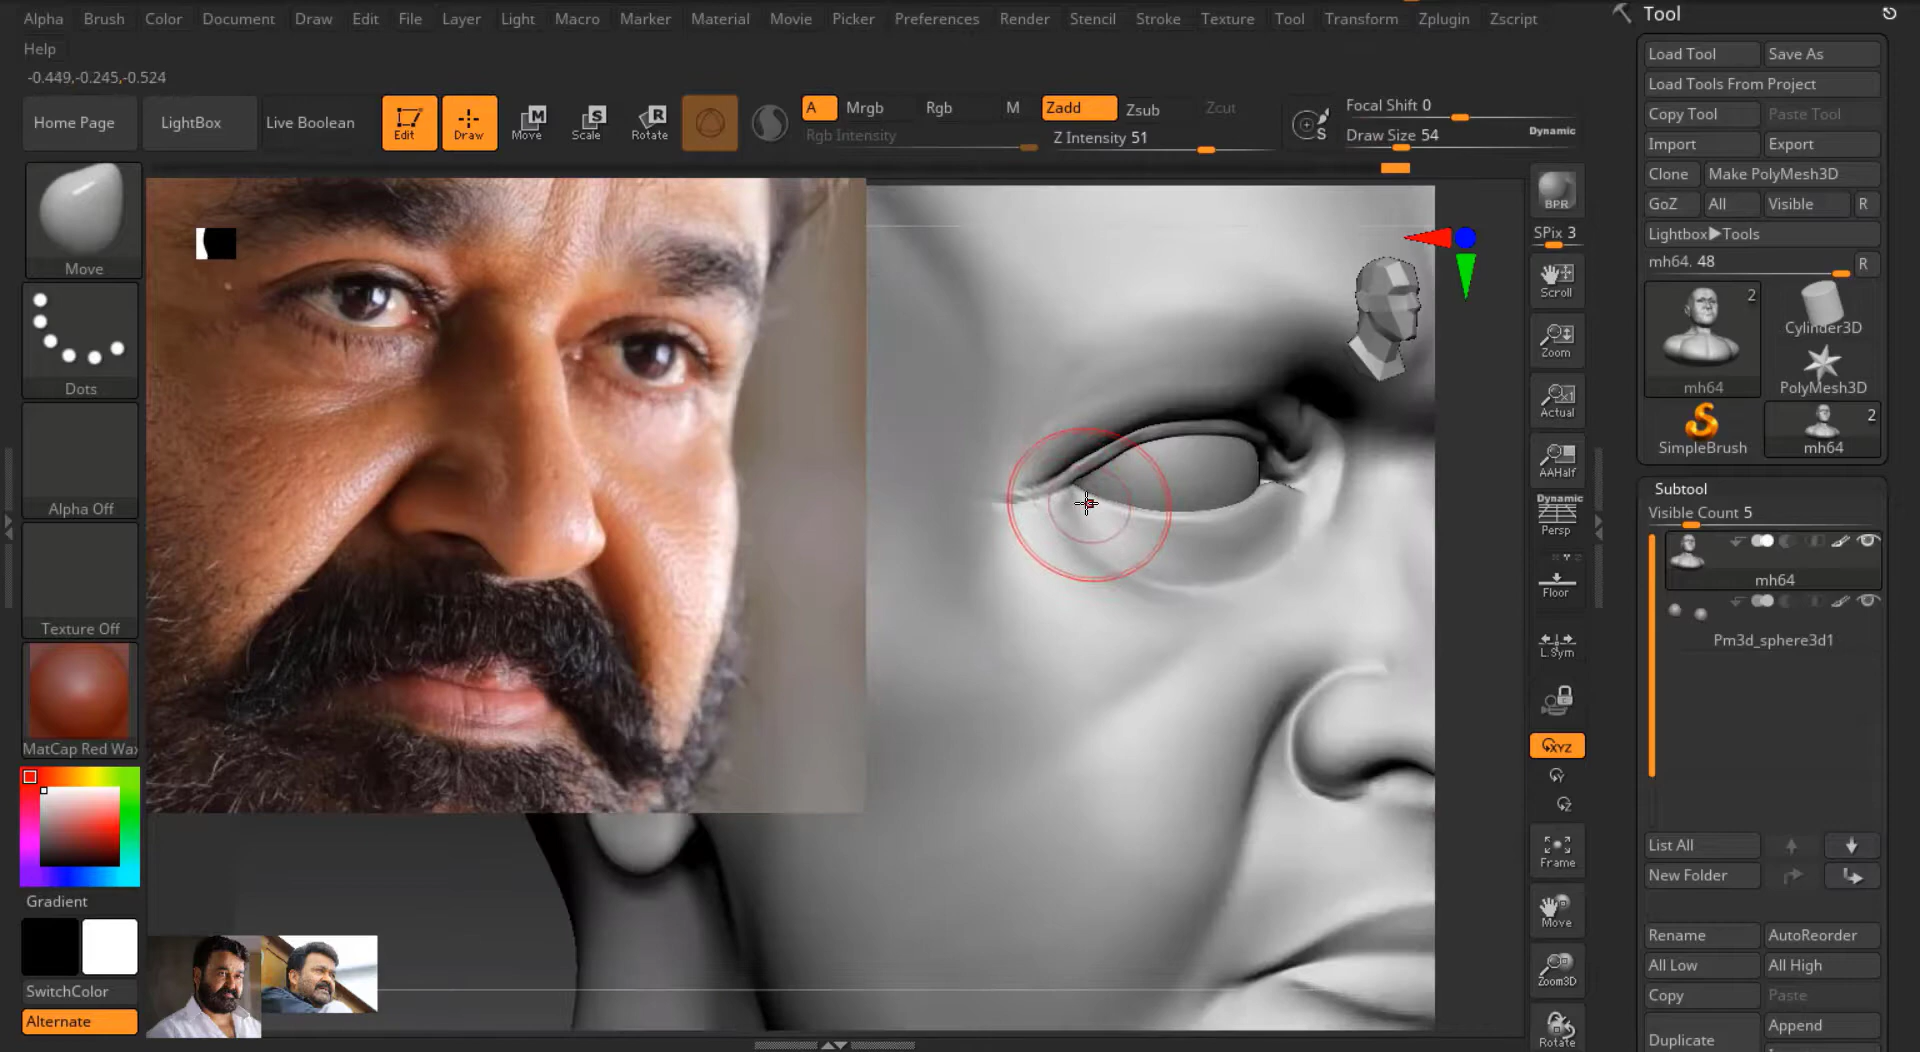 Alpha Brush Color Document Draw Edit File Layer Light Macro Marker Material Movie Picker Preferences Render Stencil Stroke Texture Tool Transform Zplugin Zscript
Help
-0.449,-0.245,-0.524
Home Page LightBox Live Boolean Edit Draw Move Scale Rotate
M S R
A Mrgb Rgb M Zadd Zsub Zcut
Rgb Intensity Z Intensity 51
S
Focal Shift 0
Draw Size 54 Dynamic
Move
Dots
Alpha Off
Texture Off
MatCap Red Wax
Gradient
SwitchColor
Alternate
BPR
SPix 3
Scroll
Zoom
Actual
AAHalf
Dynamic
Persp
Floor
L.Sym
XYZ
Y
Z
Frame
Move
Zoom3D
Rotate
Tool
Load Tool Save As
Load Tools From Project
Copy Tool Paste Tool
Import Export
Clone Make PolyMesh3D
GoZ All Visible R
Lightbox▶Tools
mh64. 48 R
2
mh64
Cylinder3D
PolyMesh3D
SimpleBrush
2
mh64
Subtool
Visible Count 5
mh64
Pm3d_sphere3d1
List All
New Folder
Rename AutoReorder
All Low All High
Copy Paste
Duplicate Append